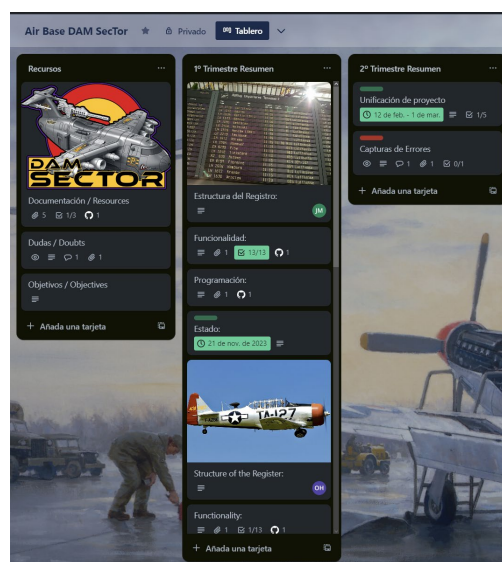 Air Base DAM SecTor
Privado
Tablero
Recursos
DAM
SECTOR
Documentación / Resources
5
1/3
1
Dudas / Doubts
1
1
Objetivos / Objectives
+ Añada una tarjeta
1º Trimestre Resumen
Estructura del Registro:
JM
Funcionalidad:
1
13/13
1
Programación:
1
1
Estado:
21 de nov. de 2023
TA-127
Structure of the Register:
OH
Functionality:
1
1/13
1
+ Añada una tarjeta
2º Trimestre Resumen
Unificación de proyecto
12 de feb. - 1 de mar.
1/5
Capturas de Errores
1
1
0/1
+ Añada una tarjeta